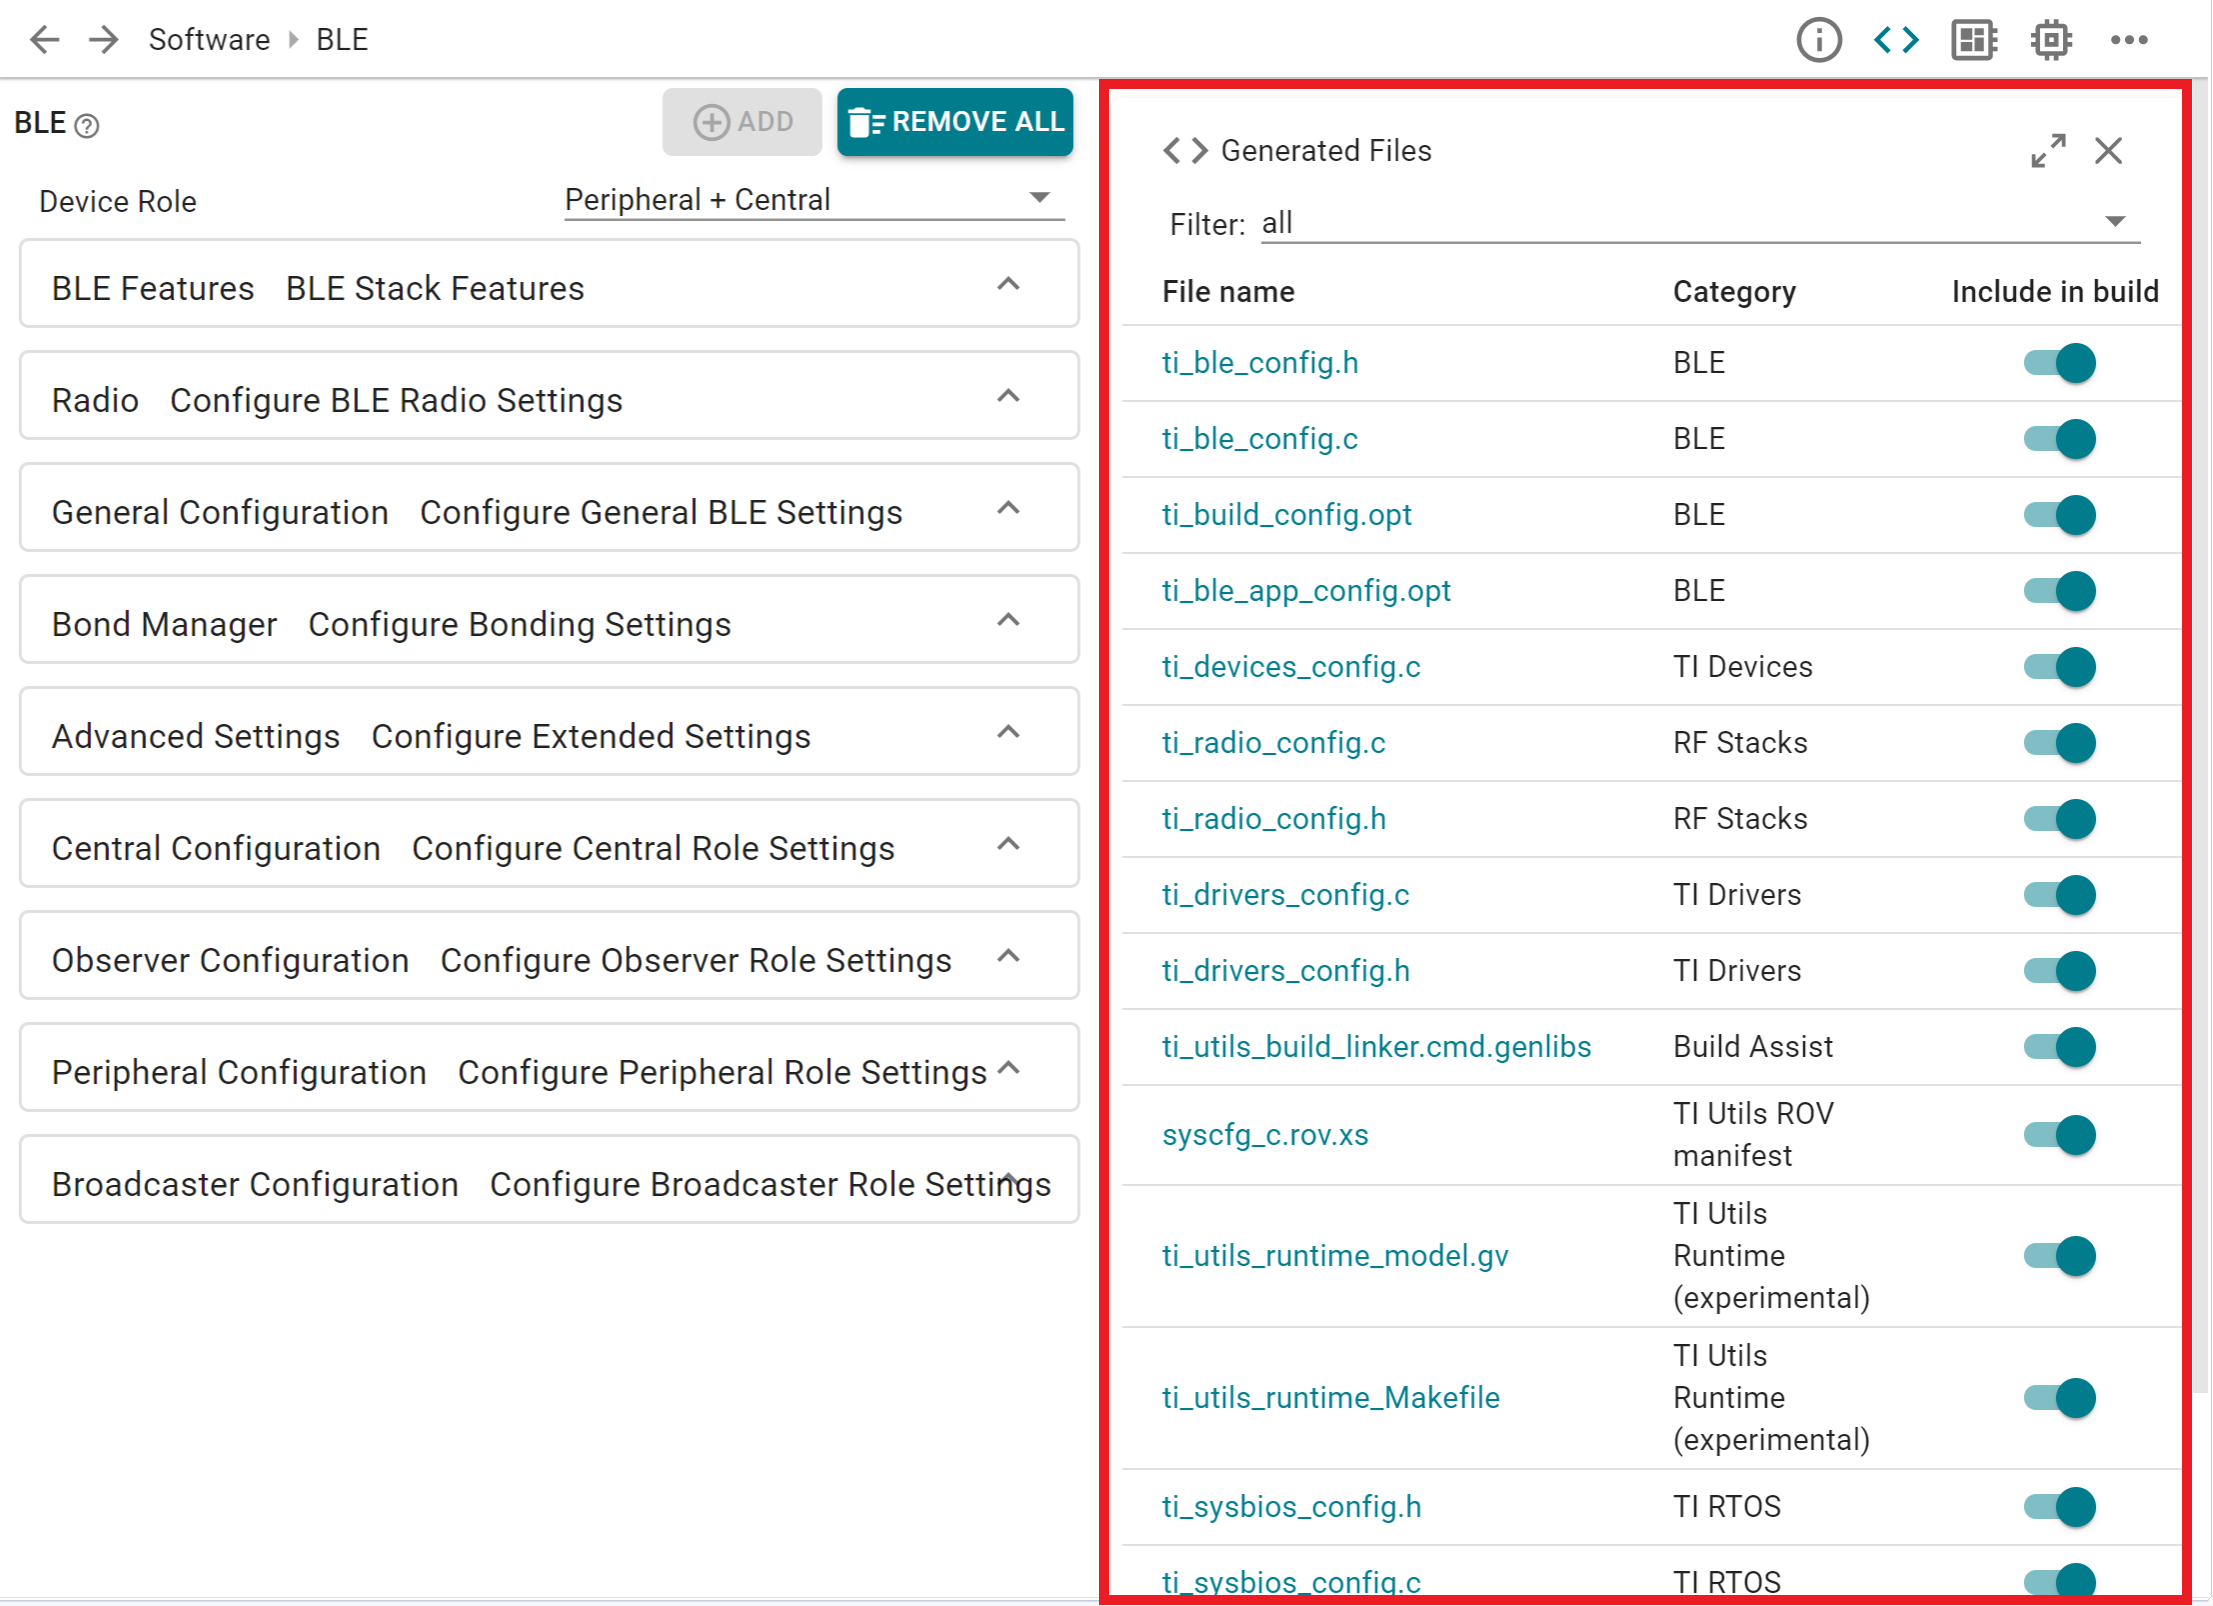 Software BLE
BLE
ADD
REMOVE ALL
Device Role Peripheral + Central
BLE Features BLE Stack Features
Radio Configure BLE Radio Settings
General Configuration Configure General BLE Settings
Bond Manager Configure Bonding Settings
Advanced Settings Configure Extended Settings
Central Configuration Configure Central Role Settings
Observer Configuration Configure Observer Role Settings
Peripheral Configuration Configure Peripheral Role Settings
Broadcaster Configuration Configure Broadcaster Role Settings
Generated Files
Filter: all
File name Category Include in build
ti_ble_config.h BLE
ti_ble_config.c BLE
ti_build_config.opt BLE
ti_ble_app_config.opt BLE
ti_devices_config.c TI Devices
ti_radio_config.c RF Stacks
ti_radio_config.h RF Stacks
ti_drivers_config.c TI Drivers
ti_drivers_config.h TI Drivers
ti_utils_build_linker.cmd.genlibs Build Assist
syscfg_c.rov.xs TI Utils ROV
manifest
TI Utils
ti_utils_runtime_model.gv Runtime
(experimental)
TI Utils
ti_utils_runtime_Makefile Runtime
(experimental)
ti_sysbios_config.h TI RTOS
ti_sysbios_config.c TI RTOS